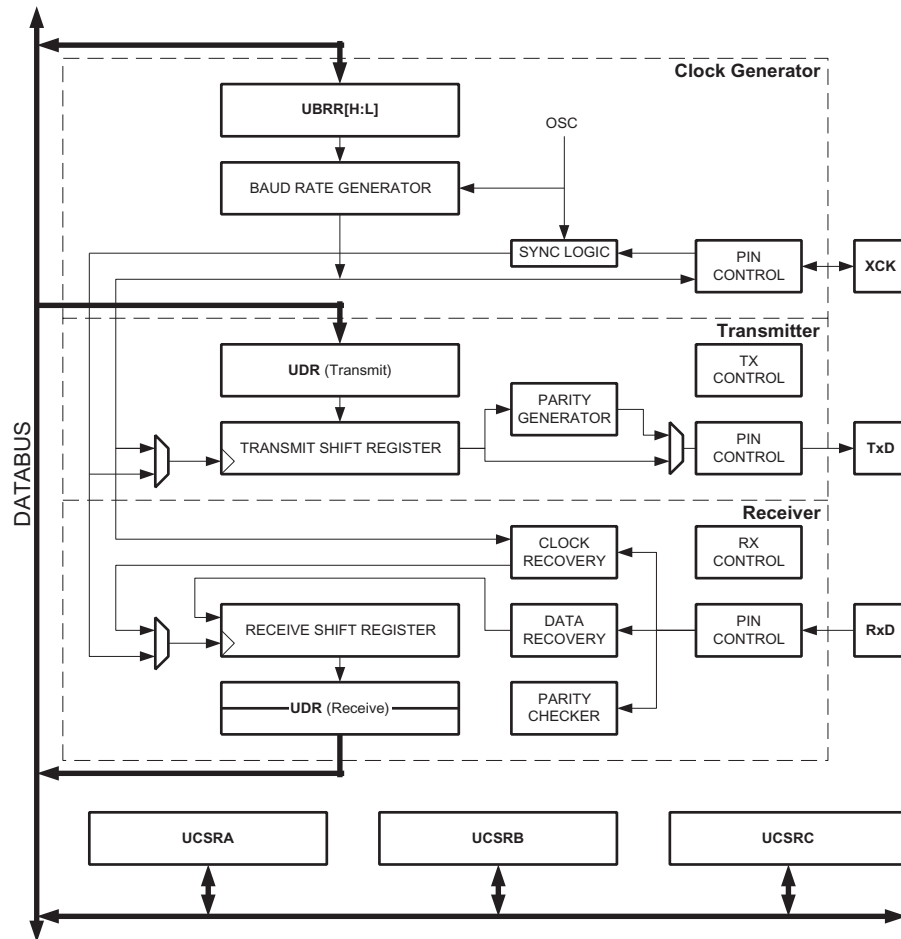 Clock Generator
UBRR[H:L]
OSC
BAUD RATE GENERATOR
SYNC LOGIC
PIN
CONTROL
XCK
Transmitter
UDR (Transmit)
TX
CONTROL
PARITY
GENERATOR
TRANSMIT SHIFT REGISTER
PIN
CONTROL
TxD
DATABUS
Receiver
CLOCK
RECOVERY
RX
CONTROL
RECEIVE SHIFT REGISTER
DATA
RECOVERY
PIN
CONTROL
RxD
UDR (Receive)
PARITY
CHECKER
UCSRA
UCSRB
UCSRC